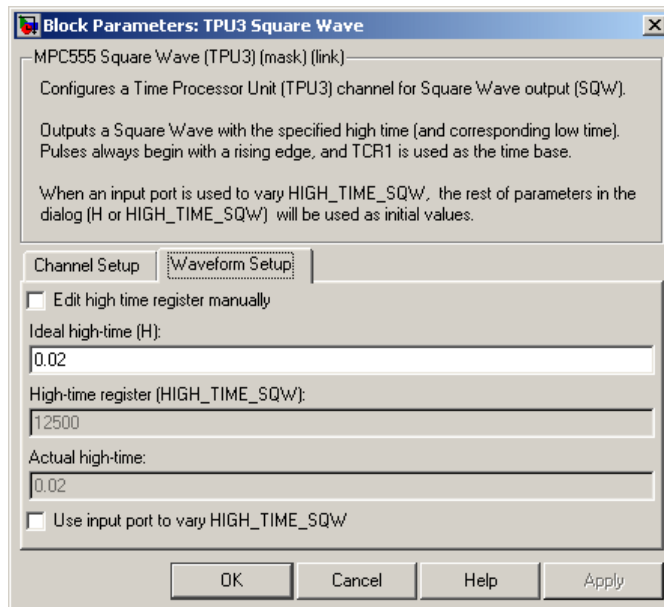 Block Parameters: TPU3 Square Wave
MPC555 Square Wave (TPU3) (mask) (link)
Configures a Time Processor Unit (TPU3) channel for Square Wave output (SQW).
Outputs a Square Wave with the specified high time (and corresponding low time).
Pulses always begin with a rising edge, and TCR1 is used as the time base.
When an input port is used to vary HIGH_TIME_SQW, the rest of parameters in the
dialog (H or HIGH_TIME_SQW) will be used as initial values.
Channel Setup Waveform Setup
Edit high time register manually
Ideal high-time (H):
0.02
High-time register (HIGH_TIME_SQW):
12500
Actual high-time:
0.02
Use input port to vary HIGH_TIME_SQW
OK Cancel Help Apply